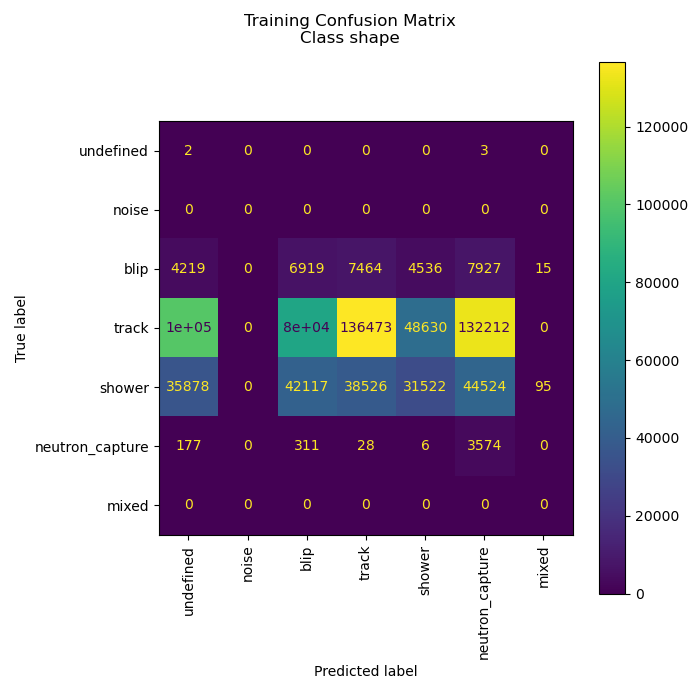 Training Confusion Matrix
Class shape
True label
undefined 2 0 0 0 0 3 0
noise 0 0 0 0 0 0 0
blip 4219 0 6919 7464 4536 7927 15
track 1e+05 0 8e+04 136473 48630 132212 0
shower 35878 0 42117 38526 31522 44524 95
neutron_capture 177 0 311 28 6 3574 0
mixed 0 0 0 0 0 0 0
undefined noise blip track shower neutron_capture mixed
Predicted label
120000
100000
80000
60000
40000
20000
0